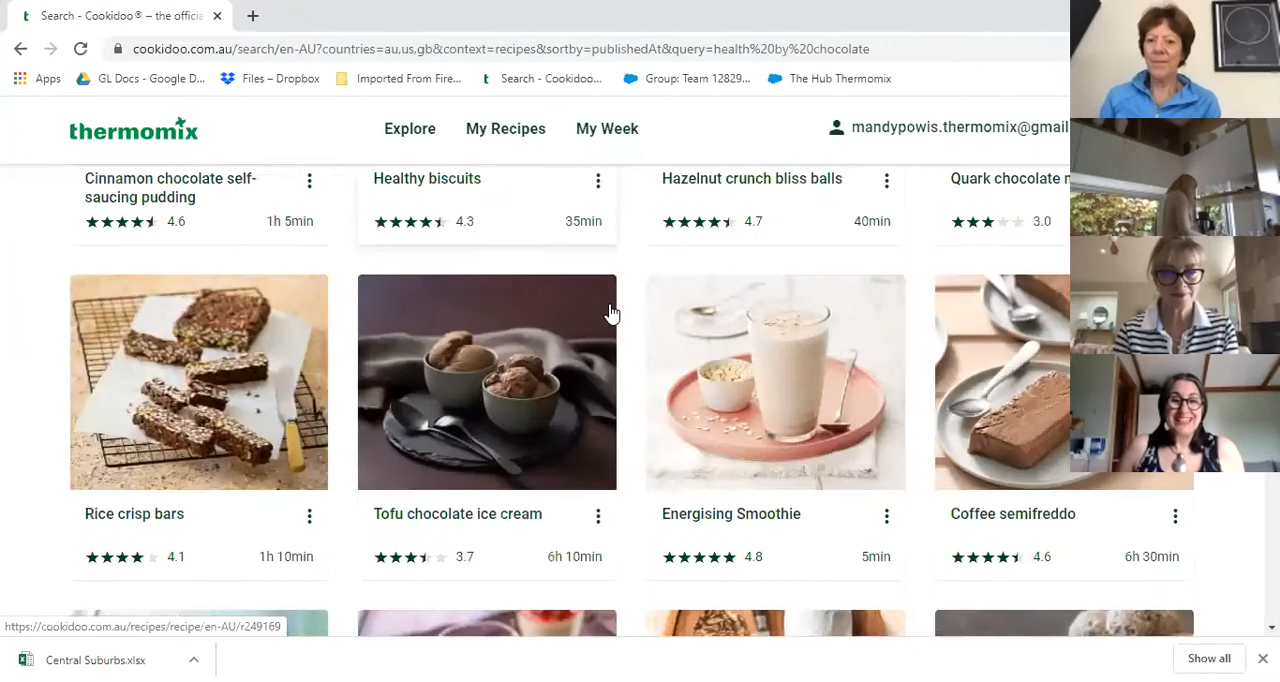 Search - Cookidoo® – the officia
cookidoo.com.au/search/en-AU?countries=au,us,gb&context=recipes&sortby=publishedAt&query=health%20by%20chocolate
Apps GL Docs - Google D... Files – Dropbox Imported From Fire... Search - Cookidoo... Group: Team 12829... The Hub Thermomix
thermomix Explore My Recipes My Week mandypowis.thermomix@gmail
Cinnamon chocolate self-saucing pudding
4.6 1h 5min
Healthy biscuits
4.3 35min
Hazelnut crunch bliss balls
4.7 40min
Quark chocolate
3.0
Rice crisp bars
4.1 1h 10min
Tofu chocolate ice cream
3.7 6h 10min
Energising Smoothie
4.8 5min
Coffee semifreddo
4.6 6h 30min
https://cookidoo.com.au/recipes/recipe/en-AU/r249169
Central Suburbs.xlsx Show all